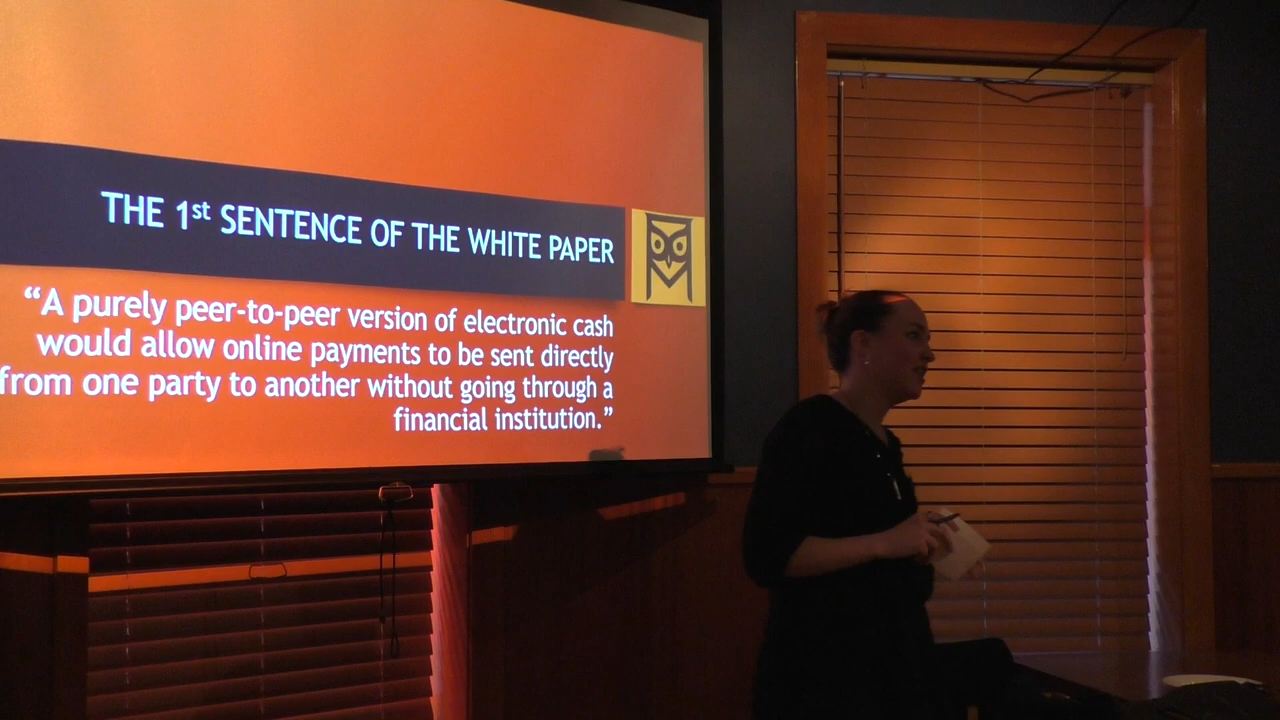 THE 1st SENTENCE OF THE WHITE PAPER
“A purely peer-to-peer version of electronic cash
would allow online payments to be sent directly
from one party to another without going through a
financial institution.”